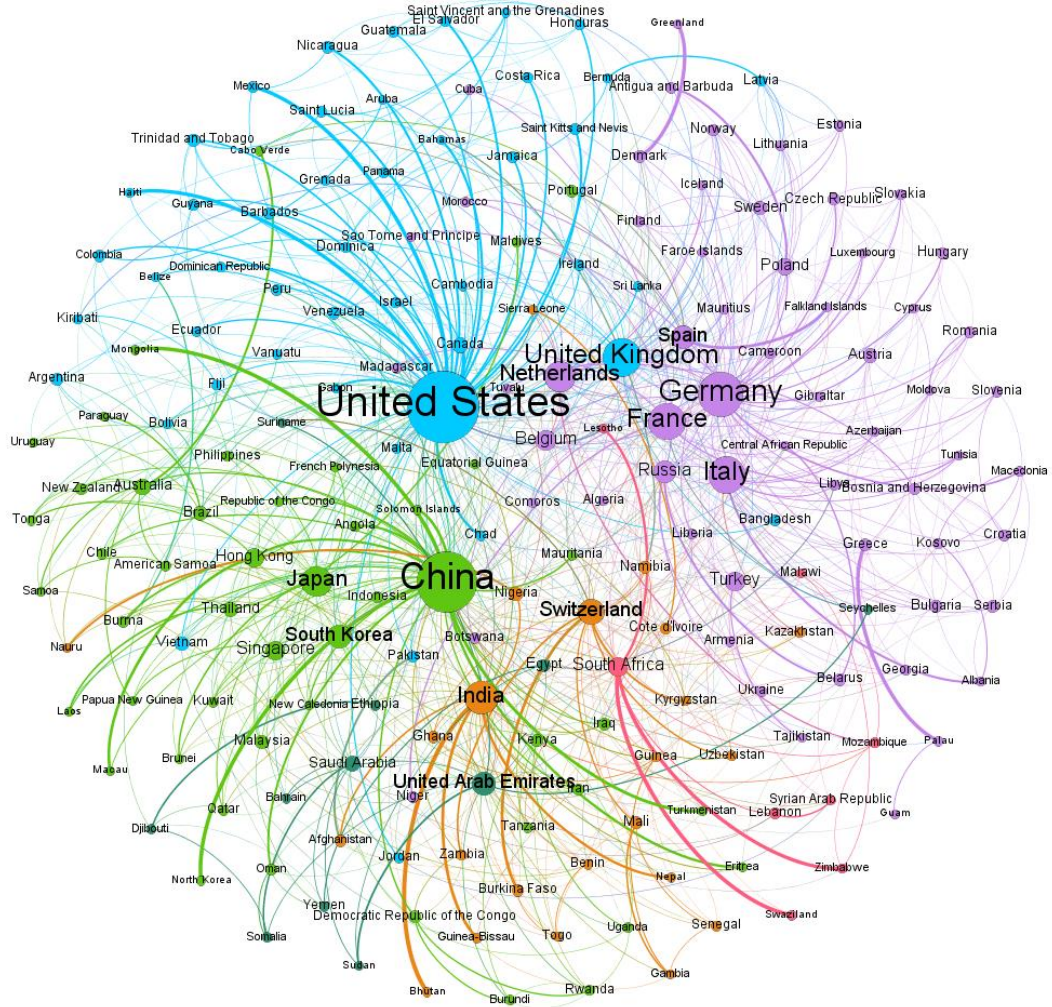 Saint Vincent and the Grenadines
El Salvador
Honduras
Greenland
Guatemala
Nicaragua
Costa Rica
Bermuda
Latvia
Mexico
Cuba
Antigua and Barbuda
Aruba
Saint Lucia
Estonia
Saint Kitts and Nevis
Norway
Trinidad and Tobago
Bahamas
Lithuania
Cabo Verde
Jamaica
Denmark
Panama
Grenada
Portugal
Iceland
Haiti
Guyana
Morocco
Czech Republic
Slovakia
Barbados
Sweden
Finland
Sao Tome and Principe
Maldives
Dominica
Colombia
Faroe Islands
Luxembourg
Hungary
Dominican Republic
Ireland
Poland
Belize
Cambodia
Peru
Sri Lanka
Israel
Sierra Leone
Mauritius
Falkland Islands
Cyprus
Venezuela
Kiribati
Ecuador
Romania
Spain
Canada
Mongolia
Vanuatu
United Kingdom
Cameroon
Austria
Madagascar
Netherlands
Argentina
Fiji
Gabon
Tuvalu
Germany
Gibraltar
Moldova
Slovenia
United States
Paraguay
Bolivia
Suriname
Lesotho
France
Azerbaijan
Uruguay
Belgium
Central African Republic
Malta
Philippines
Tunisia
French Polynesia
Equatorial Guinea
Russia
Italy
Macedonia
New Zealand
Australia
Libya
Bosnia and Herzegovina
Republic of the Congo
Comoros
Algeria
Solomon Islands
Brazil
Tonga
Angola
Bangladesh
Chad
Liberia
Croatia
Greece
Kosovo
Chile
American Samoa
Hong Kong
Mauritania
Namibia
Malawi
China
Japan
Turkey
Samoa
Indonesia
Nigeria
Thailand
Switzerland
Seychelles
Bulgaria
Serbia
Burma
Cote d'Ivoire
Kazakhstan
South Korea
Botswana
Armenia
Nauru
Vietnam
Singapore
Pakistan
Egypt
South Africa
Georgia
Belarus
Albania
Ukraine
India
Papua New Guinea
Kuwait
New Caledonia
Ethiopia
Kyrgyzstan
Laos
Ghana
Kenya
Iraq
Tajikistan
Mozambique
Palau
Malaysia
Brunei
Guinea
Uzbekistan
Saudi Arabia
Macau
United Arab Emirates
Iran
Niger
Bahrain
Syrian Arab Republic
Qatar
Turkmenistan
Lebanon
Guam
Djibouti
Tanzania
Mali
Afghanistan
Jordan
Zambia
Benin
Oman
Eritrea
Zimbabwe
North Korea
Nepal
Burkina Faso
Yemen
Democratic Republic of the Congo
Swaziland
Uganda
Senegal
Somalia
Guinea-Bissau
Togo
Sudan
Gambia
Bhutan
Rwanda
Burundi